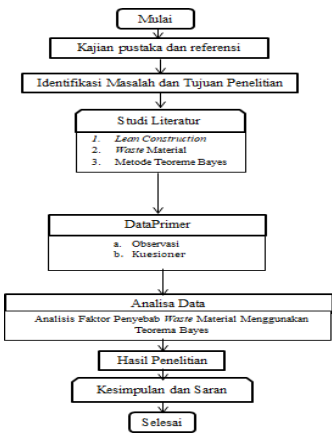 Mulai
Kajian pustaka dan referensi
Identifikasi Masalah dan Tujuan Penelitian
Studi Literatur
1. Lean Construction
2. Waste Material
3. Metode Teoreme Bayes
DataPrimer
a. Observasi
b. Kuesioner
Analisa Data
Analisis Faktor Penyebab Waste Material Menggunakan
Teorema Bayes
Hasil Penelitian
Kesimpulan dan Saran
Selesai